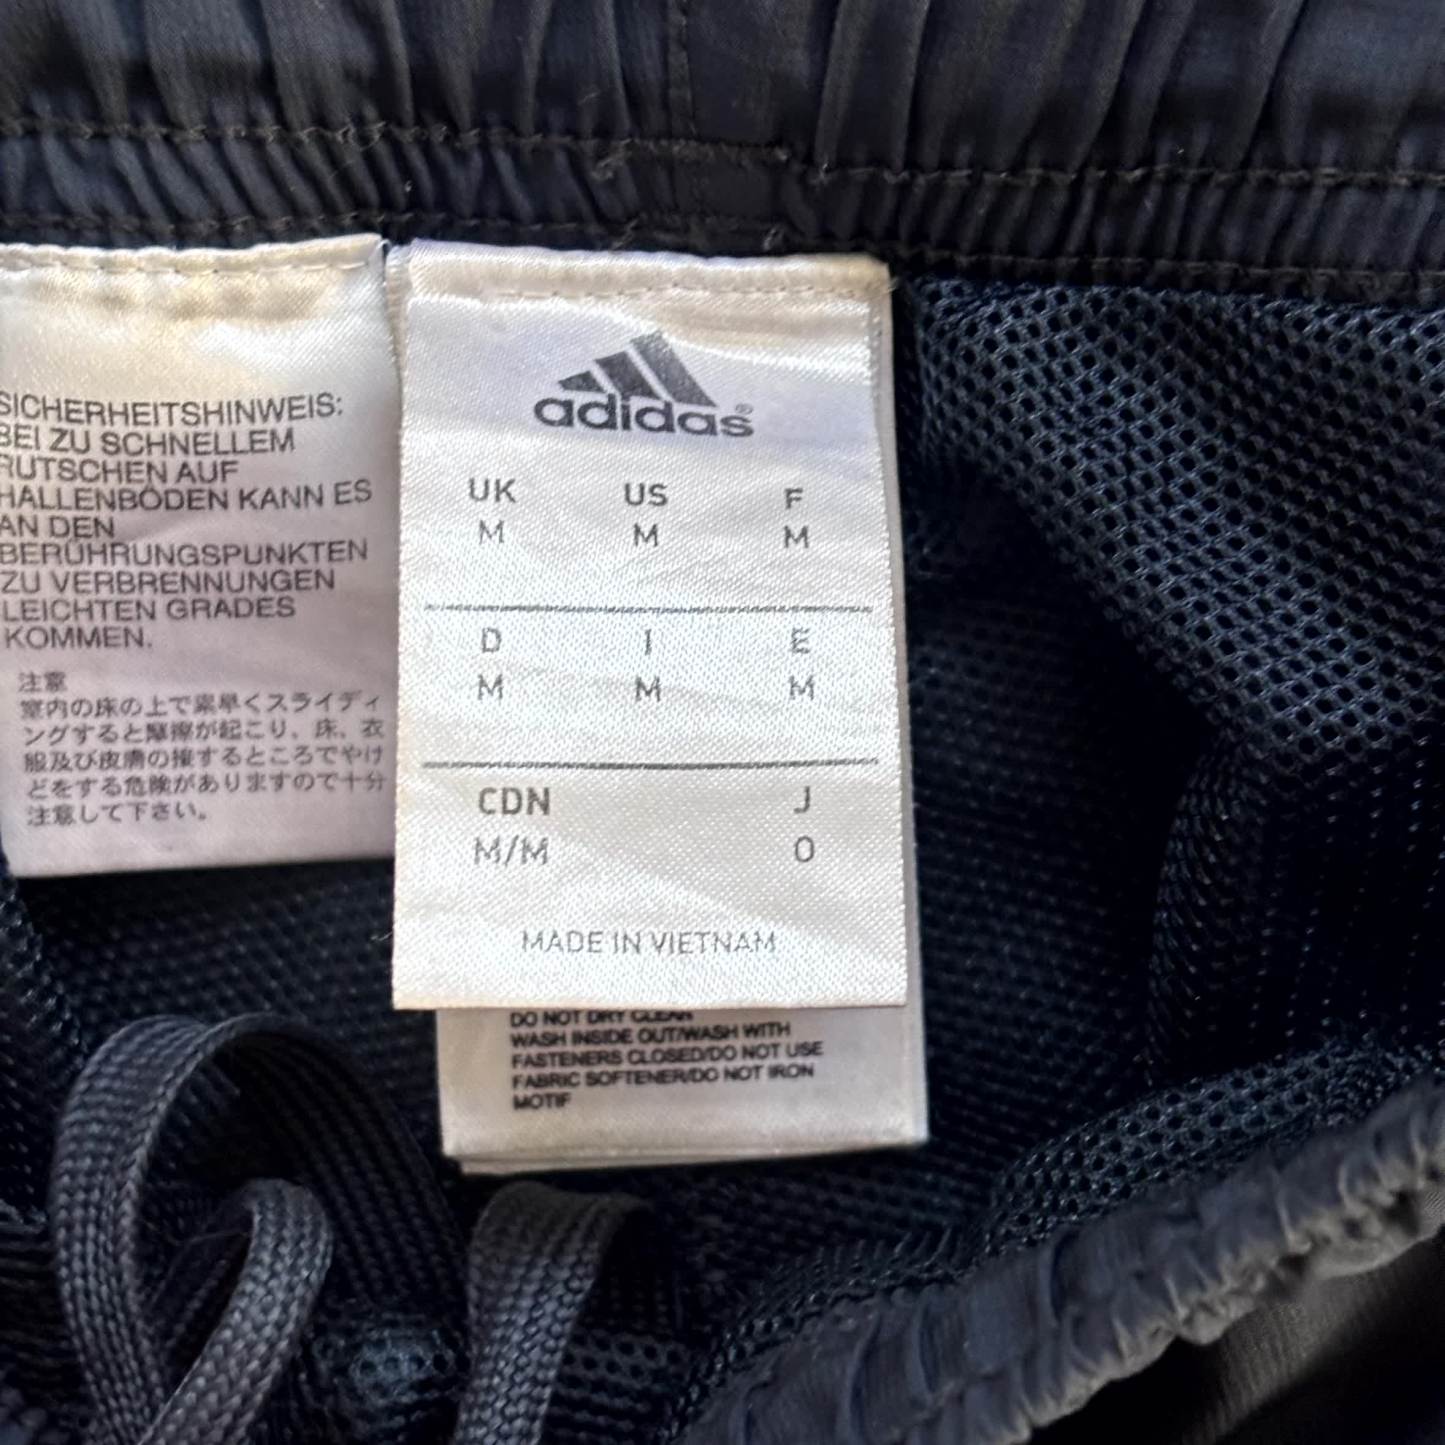 SICHERHEITSHINWEIS:
BEI ZU SCHNELLEM
RUTSCHEN AUF
HALLENBÖDEN KANN ES
AN DEN
BERÜHRUNGSPUNKTEN
ZU VERBRENNUNGEN
LEICHTEN GRADES
KOMMEN.
注意
室内の床の上で素早くスライディ
ングすると摩擦が起こり、床、衣
服及び皮膚の接するところでやけ
どをする危険がありますので十分
注意して下さい。
adidas®
UK US F
M M M
D I E
M M M
CDN J
M/M O
MADE IN VIETNAM
DO NOT DRY CLEAN
WASH INSIDE OUT/WASH WITH
FASTENERS CLOSED/DO NOT USE
FABRIC SOFTENER/DO NOT IRON
MOTIF